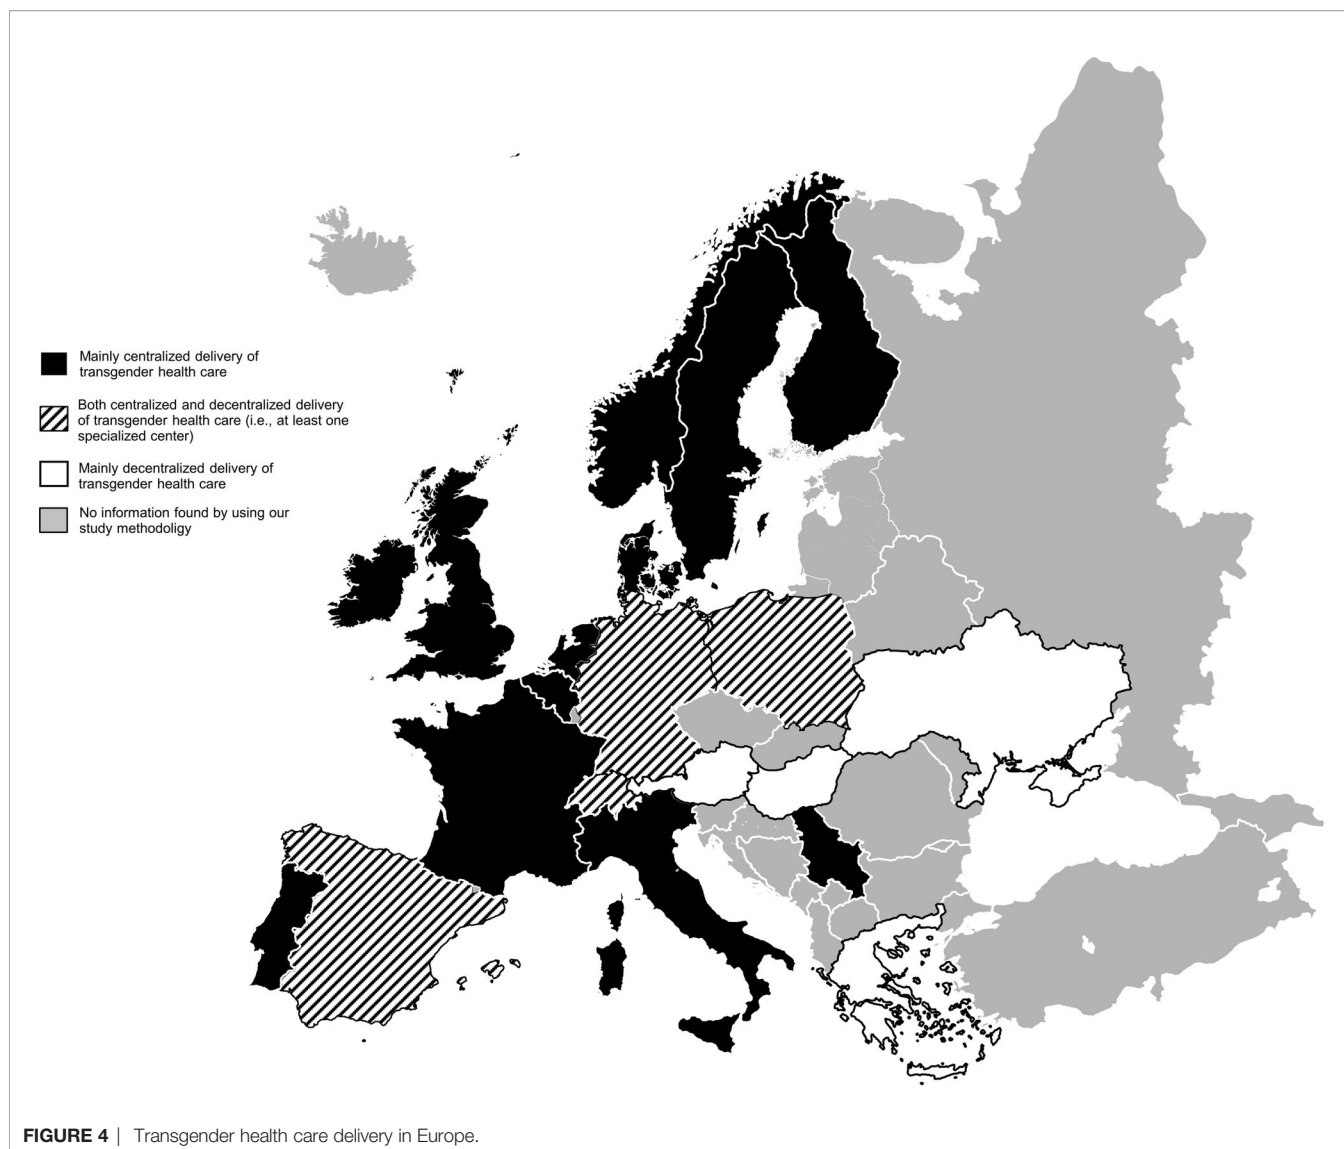 Mainly centralized delivery of
transgender health care
Both centralized and decentralized delivery
of transgender health care (i.e., at least one
specialized center)
Mainly decentralized delivery of
transgender health care
No information found by using our
study methodoligy
FIGURE 4 | Transgender health care delivery in Europe.